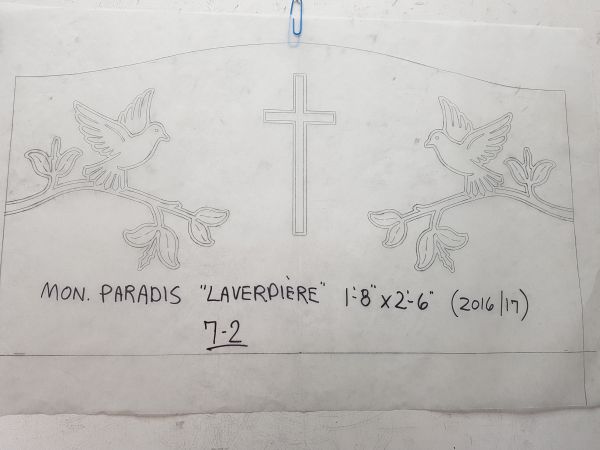 MON. PARADIS "LAVERDIÈRE" 1'-8" x 2'-6" (2016/17)
7-2